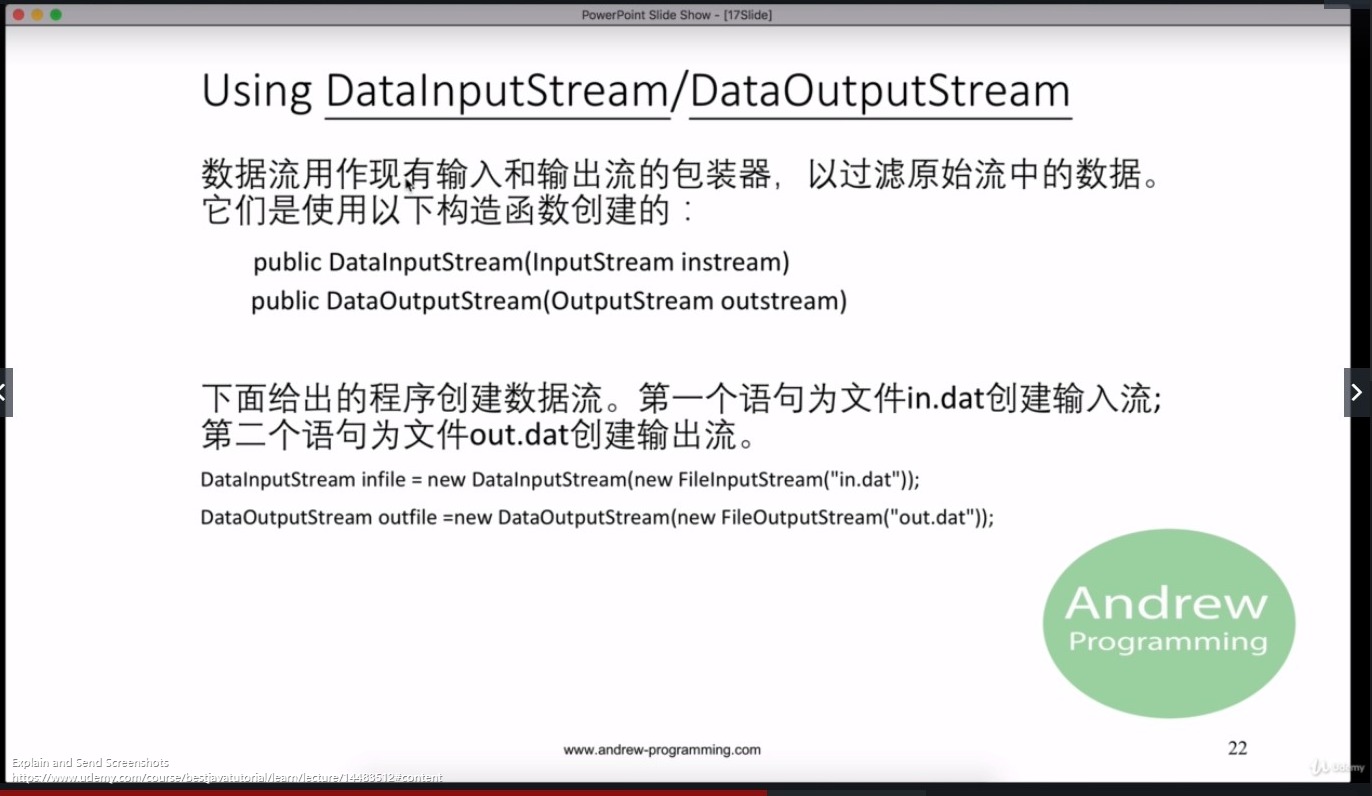 PowerPoint Slide Show - [17Slide]
Using DataInputStream/DataOutputStream
数据流用作现有输入和输出流的包装器，以过滤原始流中的数据。
它们是使用以下构造函数创建的：
public DataInputStream(InputStream instream)
public DataOutputStream(OutputStream outstream)
下面给出的程序创建数据流。第一个语句为文件in.dat创建输入流;
第二个语句为文件out.dat创建输出流。
DataInputStream infile = new DataInputStream(new FileInputStream("in.dat"));
DataOutputStream outfile =new DataOutputStream(new FileOutputStream("out.dat"));
Andrew
Programming
www.andrew-programming.com
22
Explain and Send Screenshots
https://www.udemy.com/course/bestjavatutorial/learn/lecture/14483512#content
Udemy